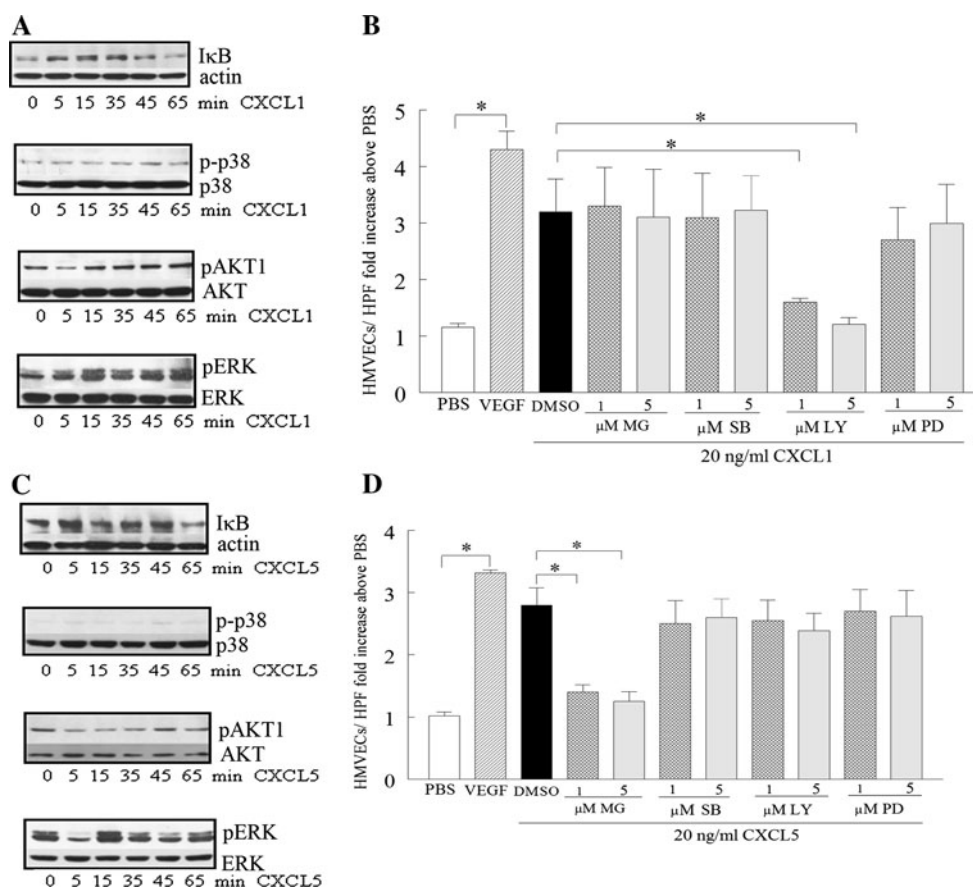 A
IκB
actin
0 5 15 35 45 65 min CXCL1
p-p38
p38
0 5 15 35 45 65 min CXCL1
pAKT1
AKT
0 5 15 35 45 65 min CXCL1
pERK
ERK
0 5 15 35 45 65 min CXCL1
B
HMVECs/ HPF fold increase above PBS
5
4
3
2
1
0
*
*
*
PBS VEGF DMSO 1 5 1 5 1 5 1 5
µM MG µM SB µM LY µM PD
20 ng/ml CXCL1
C
IκB
actin
0 5 15 35 45 65 min CXCL5
p-p38
p38
0 5 15 35 45 65 min CXCL5
pAKT1
AKT
0 5 15 35 45 65 min CXCL5
pERK
ERK
0 5 15 35 45 65 min CXCL5
D
HMVECs/ HPF fold increase above PBS
4
3
2
1
0
*
*
*
PBS VEGF DMSO 1 5 1 5 1 5 1 5
µM MG µM SB µM LY µM PD
20 ng/ml CXCL5